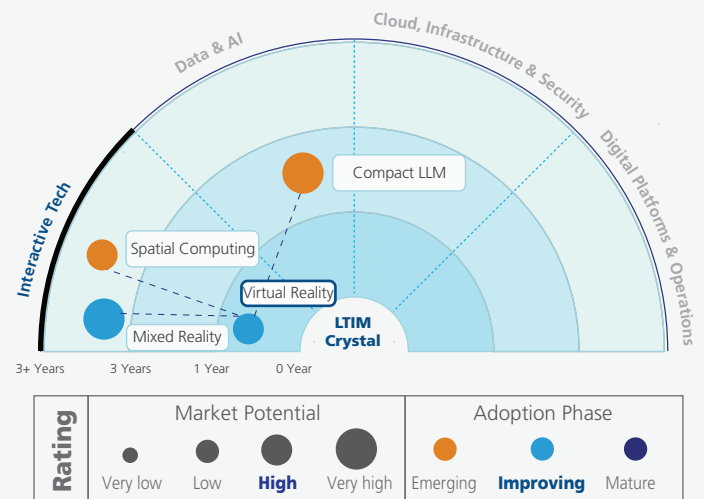 Cloud, Infrastructure & Security
Data & AI
Digital Platforms & Operations
Interactive Tech
Compact LLM
Spatial Computing
Virtual Reality
Mixed Reality
LTIM
Crystal
3+ Years
3 Years
1 Year
0 Year
Rating
Market Potential
Very low
Low
High
Very high
Adoption Phase
Emerging
Improving
Mature